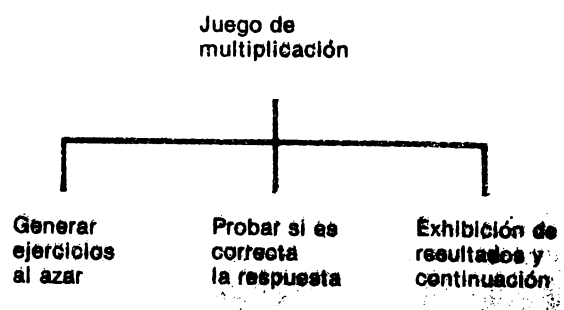 Juego de
multiplicación
Generar
ejercicios
al azar
Probar si es
correcta
la respuesta
Exhibición de
resultados y
continuación